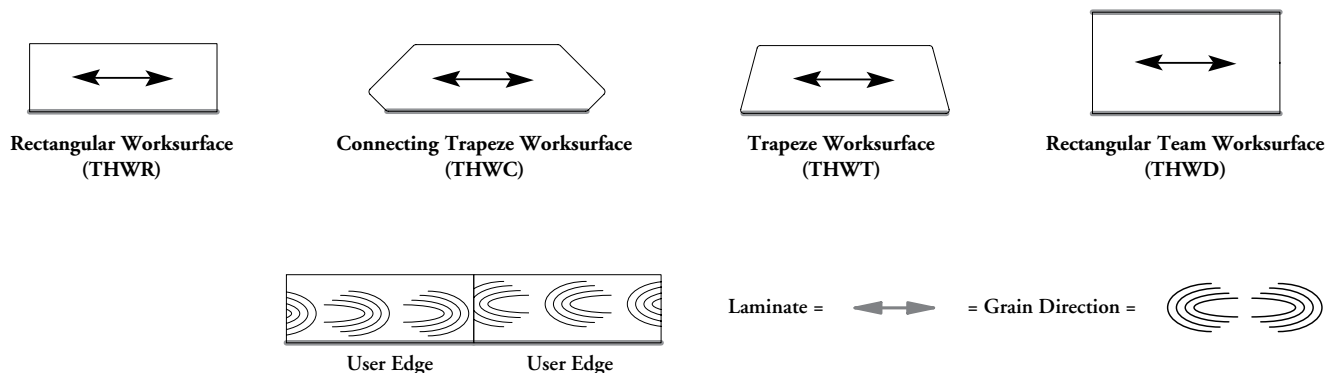 Rectangular Worksurface
(THWR)
Connecting Trapeze Worksurface
(THWC)
Trapeze Worksurface
(THWT)
Rectangular Team Worksurface
(THWD)
Laminate = = Grain Direction =
User Edge User Edge